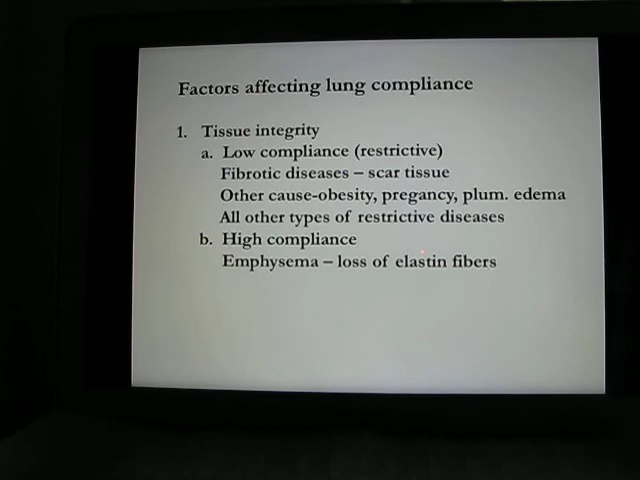 Factors affecting lung compliance
1. Tissue integrity
a. Low compliance (restrictive)
Fibrotic diseases – scar tissue
Other cause-obesity, pregancy, plum. edema
All other types of restrictive diseases
b. High compliance
Emphysema – loss of elastin fibers